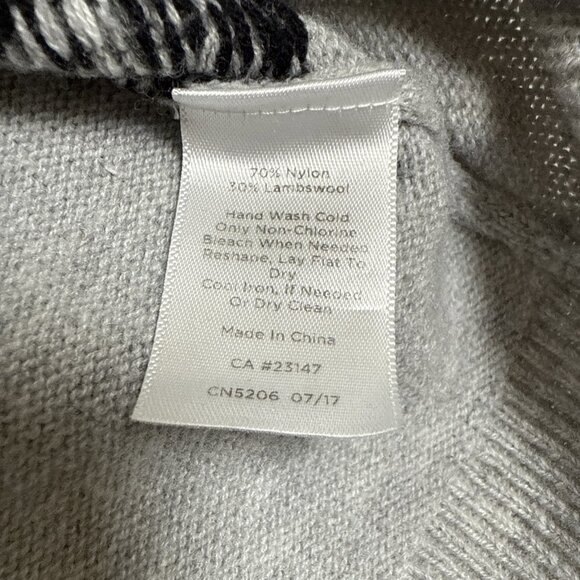 70% Nylon
30% Lambswool
Hand Wash Cold
Only Non-Chlorine
Bleach When Needed
Reshape, Lay Flat To
Dry
Cool Iron, If Needed
Or Dry Clean
Made In China
CA #23147
CN5206 07/17